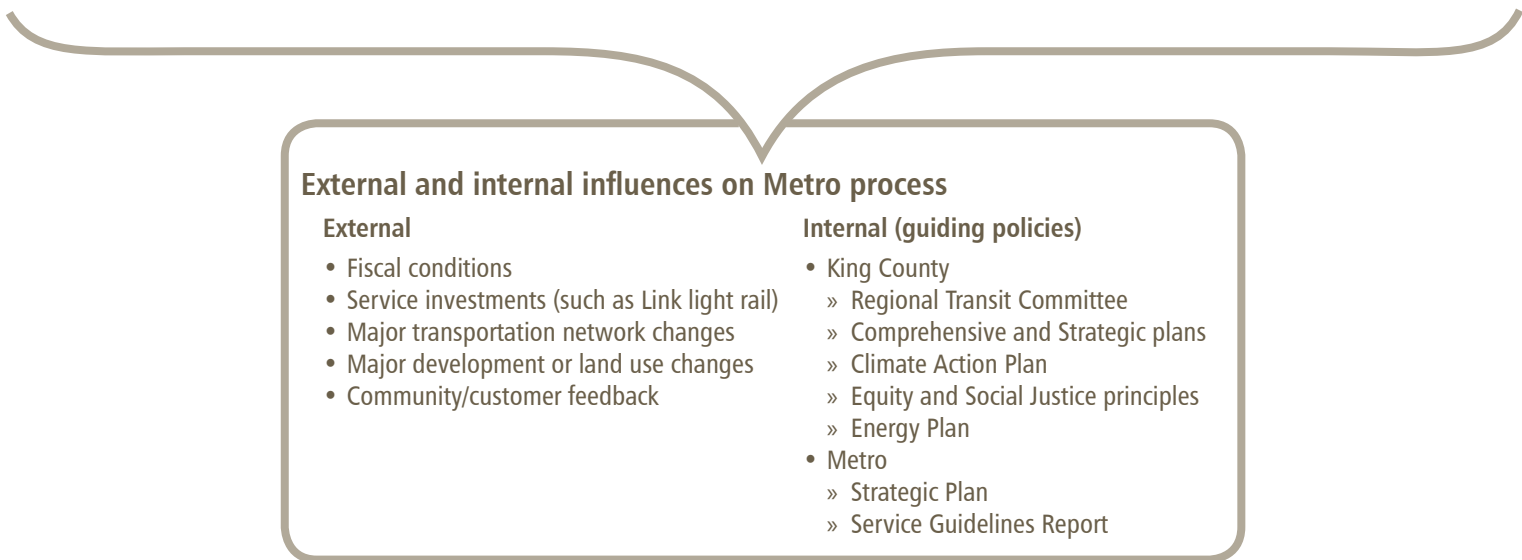 External and internal influences on Metro process
External
• Fiscal conditions
• Service investments (such as Link light rail)
• Major transportation network changes
• Major development or land use changes
• Community/customer feedback
Internal (guiding policies)
• King County
» Regional Transit Committee
» Comprehensive and Strategic plans
» Climate Action Plan
» Equity and Social Justice principles
» Energy Plan
• Metro
» Strategic Plan
» Service Guidelines Report